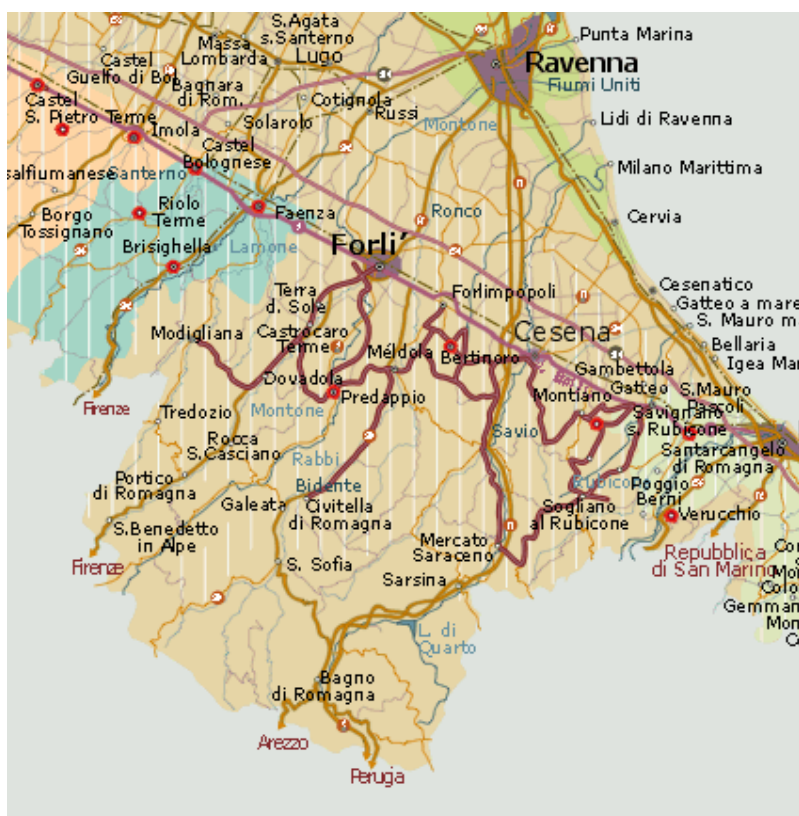 S.Agata
s.Santerno
Punta Marina
Massa
Lombarda
Lugo
Castel
Guelfo di Bol.
Ravenna
Fiumi Uniti
Bagnara
di Rom.
Cotignola
Russi
Castel
S. Pietro Terme
Solarolo
Montone
Lidi di Ravenna
Imola
Castel
Bolognese
Santerno
Milano Marittima
salfiumanese
Riolo
Terme
Faenza
Ronco
Borgo
Tossignano
Cervia
Brisighella
Lamone
Forli'
Terra
d. Sole
Forlimpopoli
Cesenatico
Gatteo a mare
S. Mauro m
Modigliana
Castrocaro
Terme
Cesena
Bellaria
Méldola
Bertinoro
Igea Mar
Gambettola
Dovadola
Montiano
Gatteo
S.Mauro
Pascoli
Firenze
Predappio
Savignano
s. Rubicone
Tredozio
Montone
Savio
Rocca
S.Casciano
Santarcangelo
di Romagna
Rabbi
Portico
di Romagna
Bidente
Rubico
Poggio
Berni
Galeata
Civitella
di Romagna
Sogliano
al Rubicone
Verucchio
S.Benedetto
in Alpe
Mercato
Saraceno
Repubblica
di San Marino
Firenze
S. Sofia
Sarsina
Gemman
L. di
Quarto
Bagno
di Romagna
Arezzo
Perugia